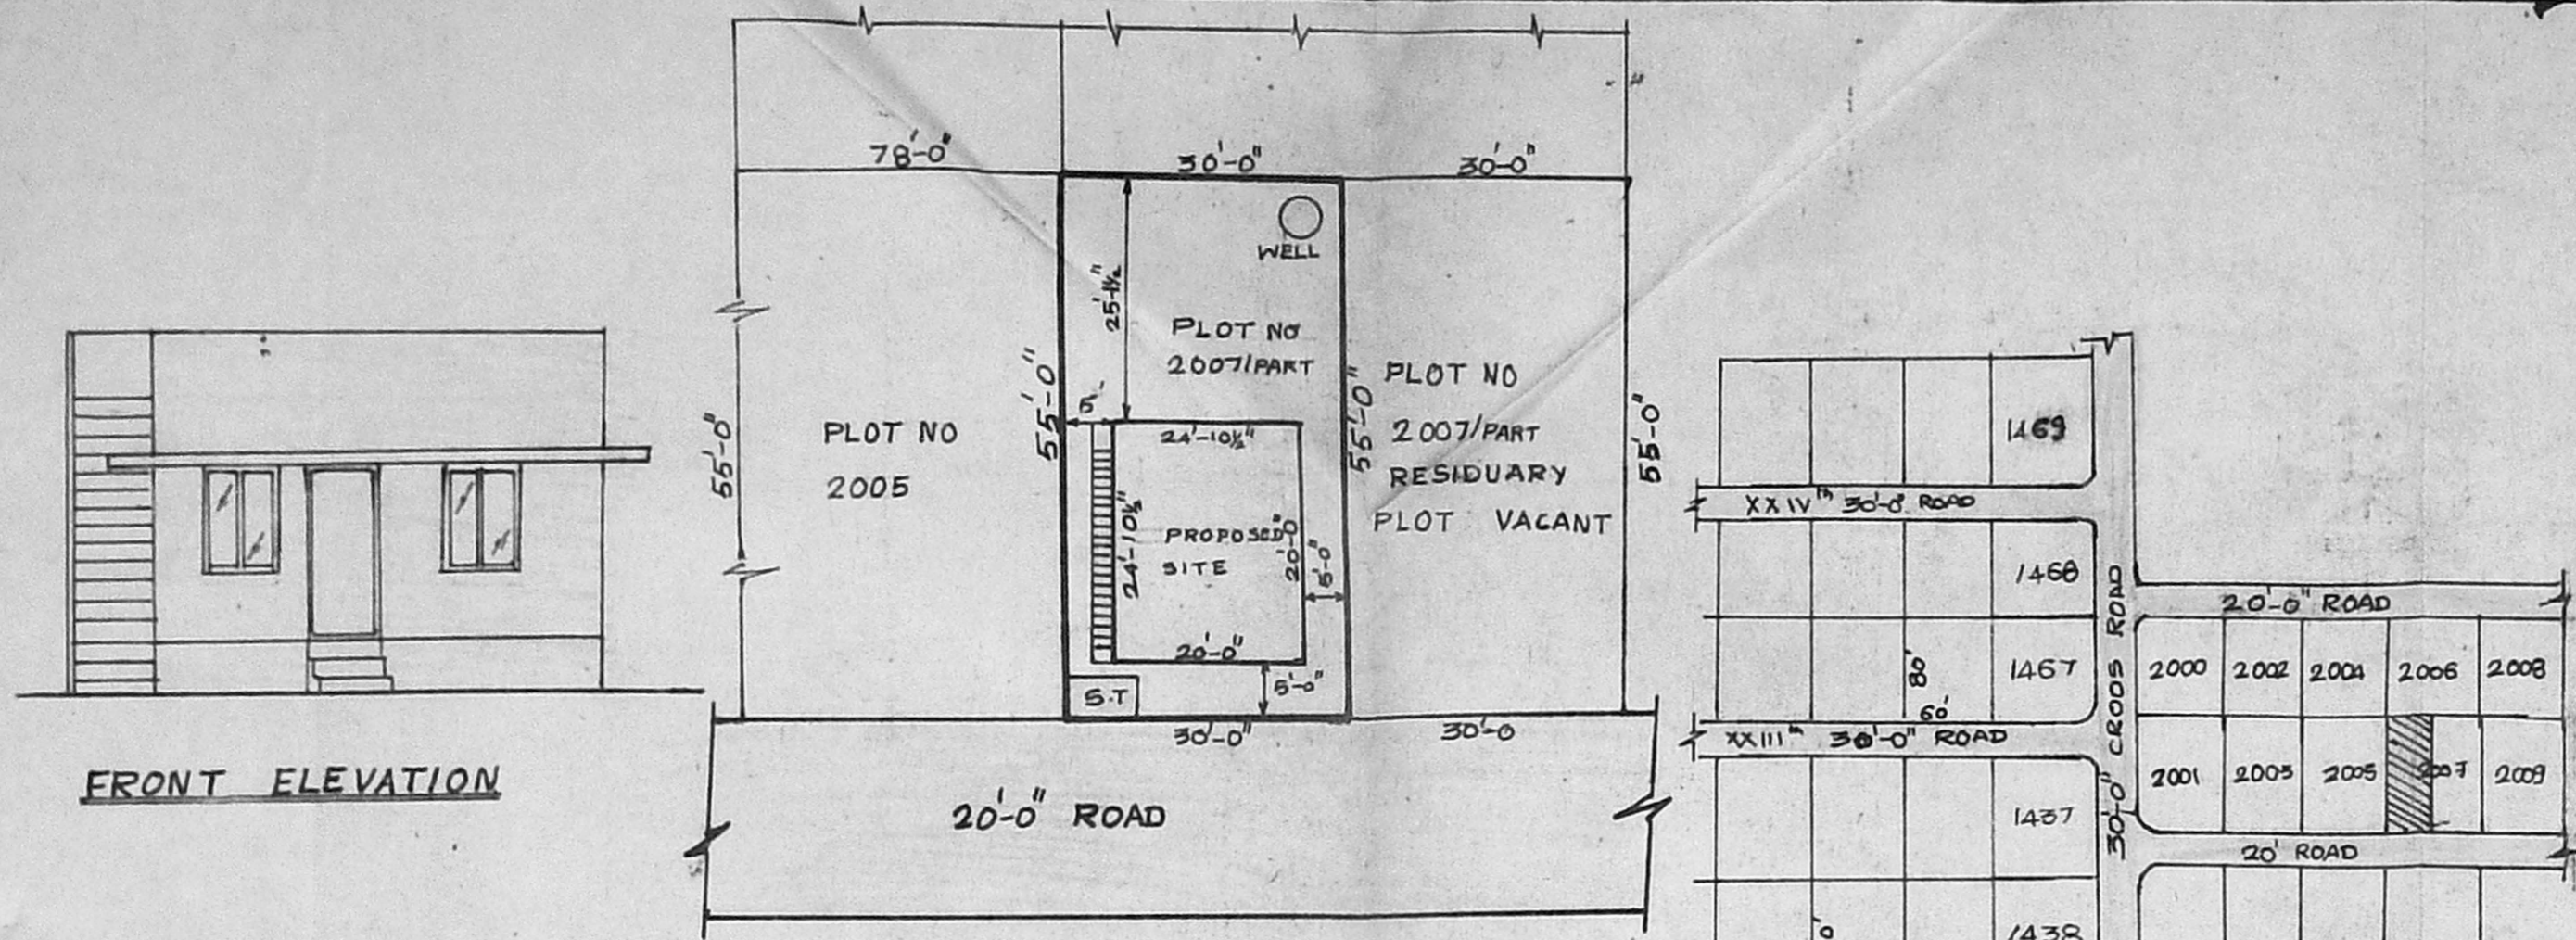 78'-0"
30'-0"
30'-0"
WELL
25'-1½"
PLOT NO
2007/PART
5'
55'-0"
55'-0"
55'-0"
55'-0"
PLOT NO
2005
PLOT NO
2007/PART
RESIDUARY
PLOT VACANT
24'-10½"
24'-10½"
PROPOSED
SITE
20'-0"
5'-0"
20'-0"
5'-0"
S.T
30'-0"
30'-0
20'-0" ROAD
FRONT ELEVATION
1469
XXIVth 30'-0" ROAD
1468
1467
80'
60'
XXIIIth 30'-0" ROAD
1437
1438
30'-0" CROOS ROAD
20'-0" ROAD
2000 2002 2004 2006 2008
2001 2003 2005 2007 2009
20' ROAD